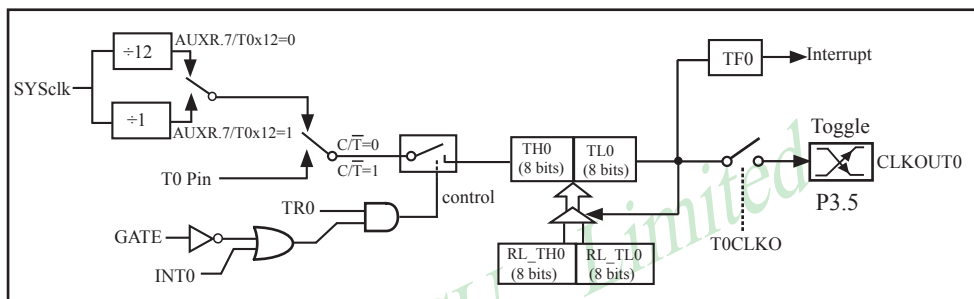 ÷12
AUXR.7/T0x12=0
SYSclk
÷1
AUXR.7/T0x12=1
T0 Pin
C/T̅=0
C/T̅=1
control
TR0
GATE
INT0
TH0
(8 bits)
TL0
(8 bits)
RL_TH0
(8 bits)
RL_TL0
(8 bits)
TF0
Interrupt
Toggle
CLKOUT0
P3.5
T0CLKO
Limited